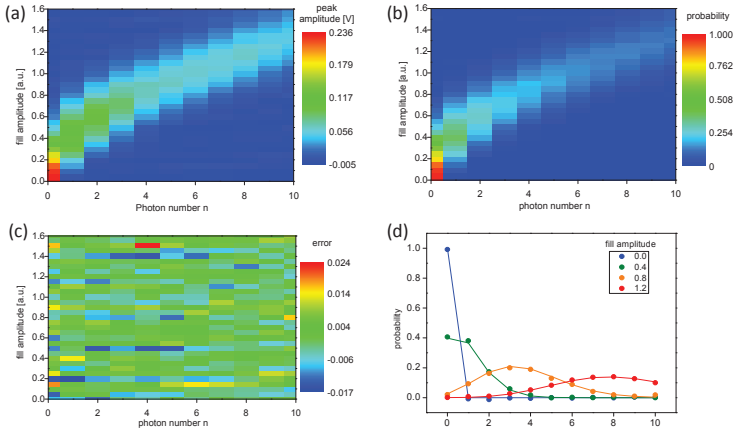 (a)
peak
amplitude [V]
0.236
0.179
0.117
0.056
-0.005
fill amplitude [a.u.]
1.6
1.4
1.2
1.0
0.8
0.6
0.4
0.2
0.0
0 2 4 6 8 10
Photon number n
(b)
probability
1.000
0.762
0.508
0.254
0
fill amplitude [a.u.]
1.6
1.4
1.2
1.0
0.8
0.6
0.4
0.2
0.0
0 2 4 6 8 10
photon number n
(c)
error
0.024
0.014
0.004
-0.006
-0.017
fill amplitude [a.u.]
1.6
1.4
1.2
1.0
0.8
0.6
0.4
0.2
0.0
0 2 4 6 8 10
photon number n
(d)
fill amplitude
0.0
0.4
0.8
1.2
probability
1.0
0.8
0.6
0.4
0.2
0.0
0 2 4 6 8 10
photon number n